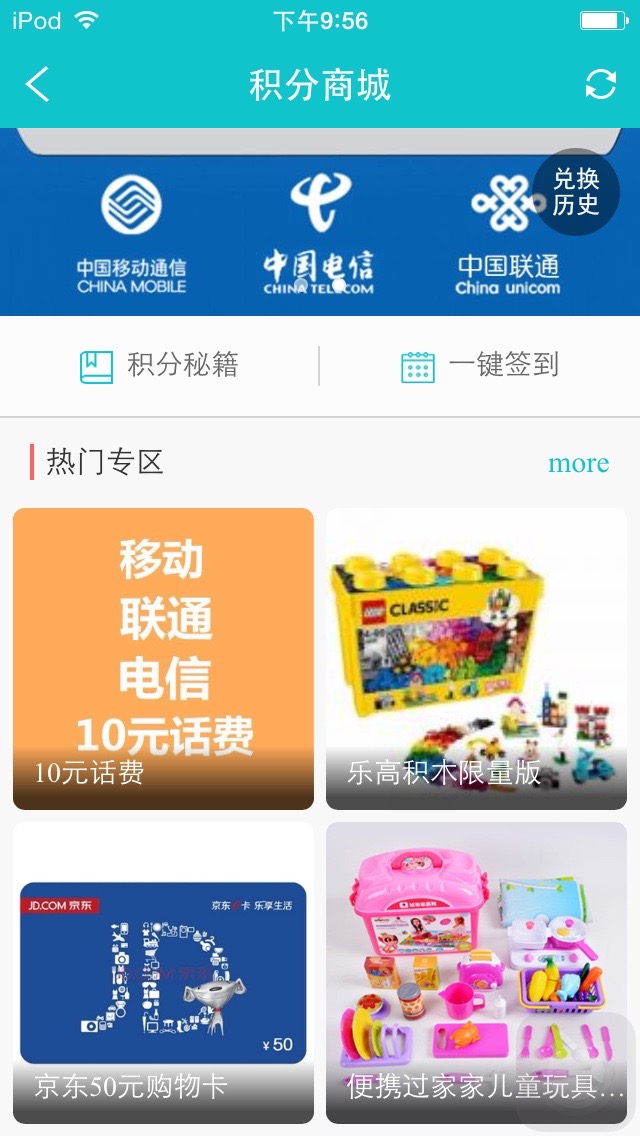 iPod
下午9:56
积分商城
兑换
历史
中国移动通信
CHINA MOBILE
中国电信
CHINA TELECOM
中国联通
China unicom
积分秘籍
一键签到
热门专区
more
移动
联通
电信
10元话费
10元话费
LEGO
CLASSIC
乐高积木限量版
JD.COM 京东
京东e卡 乐享生活
¥50
京东50元购物卡
便携过家家儿童玩具...